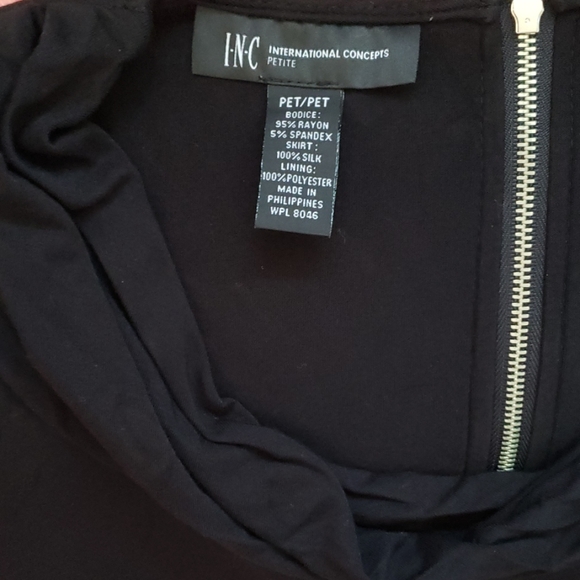 I·N·C INTERNATIONAL CONCEPTS
PETITE
PET/PET
BODICE:
95% RAYON
5% SPANDEX
SKIRT:
100% SILK
LINING:
100% POLYESTER
MADE IN
PHILIPPINES
WPL 8046